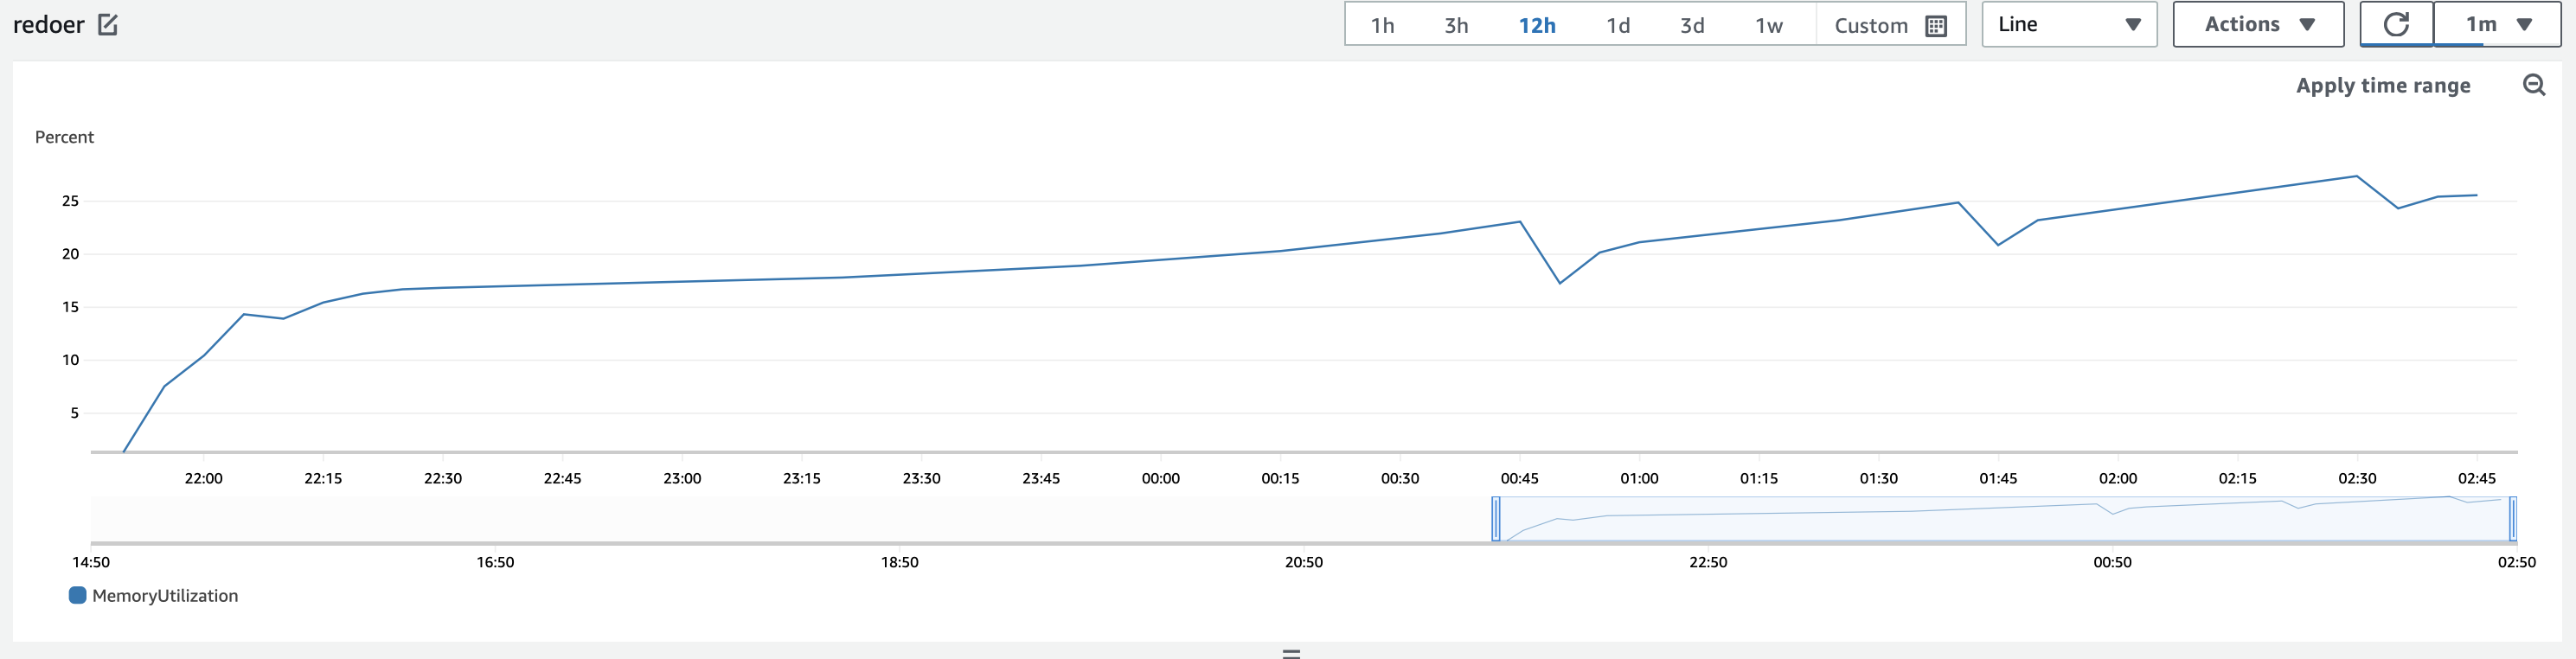 redoer
1h 3h 12h 1d 3d 1w Custom Line Actions 1m
Apply time range
Percent
25
20
15
10
5
22:00 22:15 22:30 22:45 23:00 23:15 23:30 23:45 00:00 00:15 00:30 00:45 01:00 01:15 01:30 01:45 02:00 02:15 02:30 02:45
14:50 16:50 18:50 20:50 22:50 00:50 02:50
MemoryUtilization